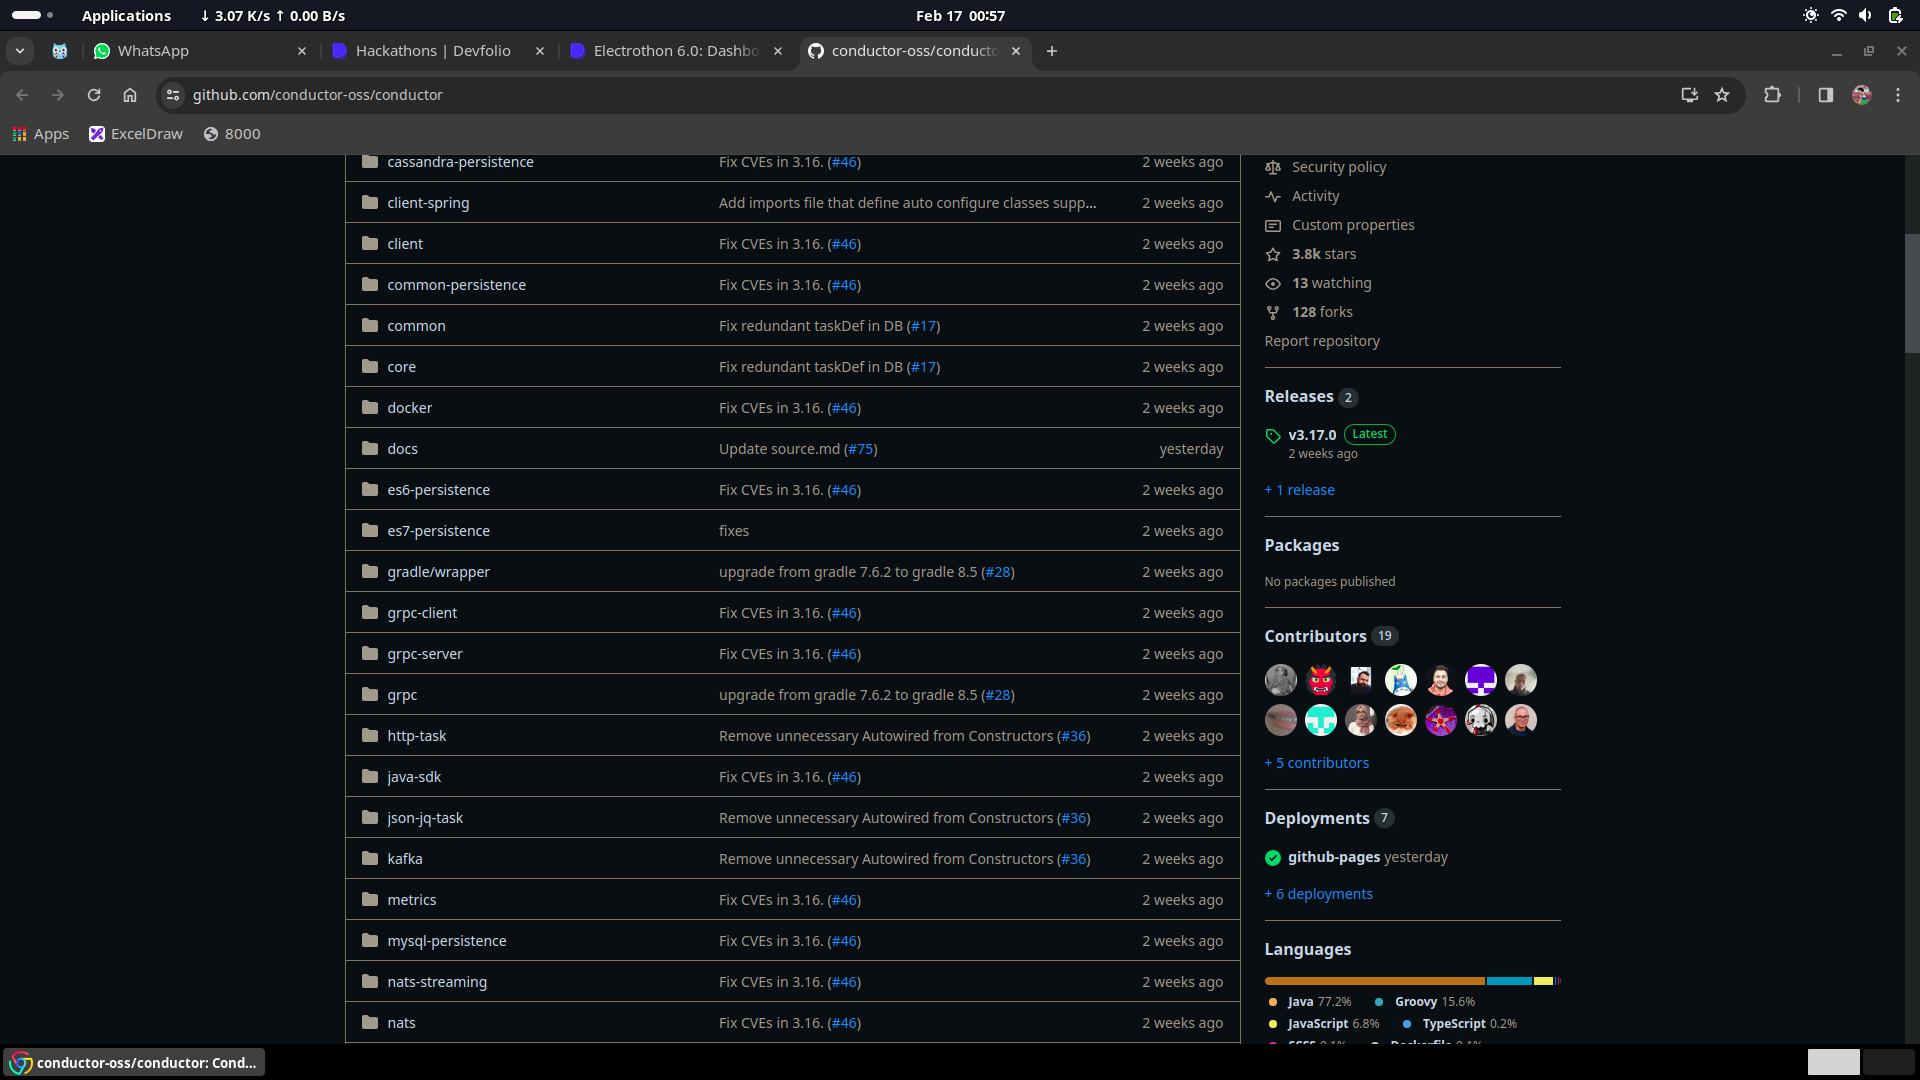 Applications ↓ 3.07 K/s ↑ 0.00 B/s Feb 17 00:57
WhatsApp Hackathons | Devfolio Electrothon 6.0: Dashbo conductor-oss/conducto
github.com/conductor-oss/conductor
Apps ExcelDraw 8000
cassandra-persistence Fix CVEs in 3.16. (#46) 2 weeks ago
client-spring Add imports file that define auto configure classes supp... 2 weeks ago
client Fix CVEs in 3.16. (#46) 2 weeks ago
common-persistence Fix CVEs in 3.16. (#46) 2 weeks ago
common Fix redundant taskDef in DB (#17) 2 weeks ago
core Fix redundant taskDef in DB (#17) 2 weeks ago
docker Fix CVEs in 3.16. (#46) 2 weeks ago
docs Update source.md (#75) yesterday
es6-persistence Fix CVEs in 3.16. (#46) 2 weeks ago
es7-persistence fixes 2 weeks ago
gradle/wrapper upgrade from gradle 7.6.2 to gradle 8.5 (#28) 2 weeks ago
grpc-client Fix CVEs in 3.16. (#46) 2 weeks ago
grpc-server Fix CVEs in 3.16. (#46) 2 weeks ago
grpc upgrade from gradle 7.6.2 to gradle 8.5 (#28) 2 weeks ago
http-task Remove unnecessary Autowired from Constructors (#36) 2 weeks ago
java-sdk Fix CVEs in 3.16. (#46) 2 weeks ago
json-jq-task Remove unnecessary Autowired from Constructors (#36) 2 weeks ago
kafka Remove unnecessary Autowired from Constructors (#36) 2 weeks ago
metrics Fix CVEs in 3.16. (#46) 2 weeks ago
mysql-persistence Fix CVEs in 3.16. (#46) 2 weeks ago
nats-streaming Fix CVEs in 3.16. (#46) 2 weeks ago
nats Fix CVEs in 3.16. (#46) 2 weeks ago
Security policy
Activity
Custom properties
3.8k stars
13 watching
128 forks
Report repository
Releases 2
v3.17.0 Latest
2 weeks ago
+ 1 release
Packages
No packages published
Contributors 19
+ 5 contributors
Deployments 7
github-pages yesterday
+ 6 deployments
Languages
Java 77.2% Groovy 15.6%
JavaScript 6.8% TypeScript 0.2%
SCSS 0.1% Dockerfile 0.1%
conductor-oss/conductor: Cond...